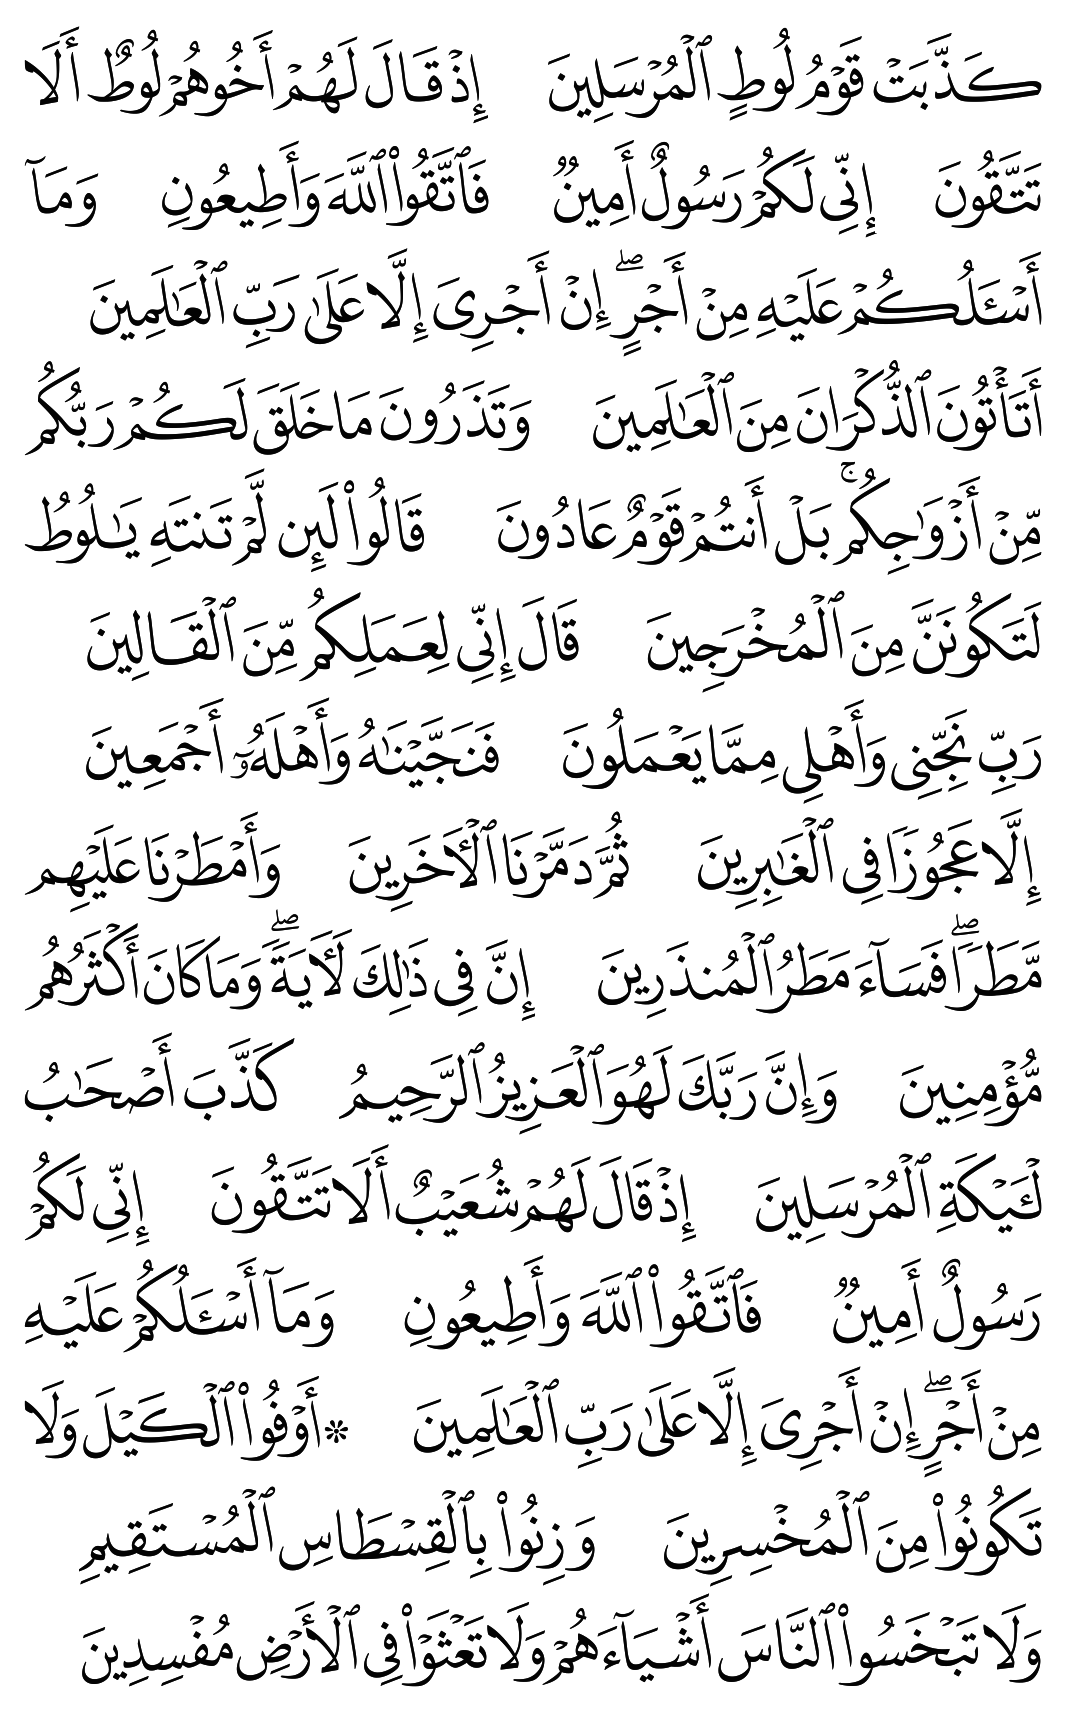 كَذَّبَتۡ قَوۡمُ لُوطٍ ٱلۡمُرۡسَلِينَ إِذۡ قَالَ لَهُمۡ أَخُوهُمۡ لُوطٌ أَلَا
تَتَّقُونَ إِنِّي لَكُمۡ رَسُولٌ أَمِينٞ فَٱتَّقُواْ ٱللَّهَ وَأَطِيعُونِ وَمَآ
أَسۡـَٔلُكُمۡ عَلَيۡهِ مِنۡ أَجۡرٍۖ إِنۡ أَجۡرِيَ إِلَّا عَلَىٰ رَبِّ ٱلۡعَٰلَمِينَ
أَتَأۡتُونَ ٱلذُّكۡرَانَ مِنَ ٱلۡعَٰلَمِينَ وَتَذَرُونَ مَا خَلَقَ لَكُمۡ رَبُّكُم
مِّنۡ أَزۡوَٰجِكُمۚ بَلۡ أَنتُمۡ قَوۡمٌ عَادُونَ قَالُواْ لَئِن لَّمۡ تَنتَهِ يَٰلُوطُ
لَتَكُونَنَّ مِنَ ٱلۡمُخۡرَجِينَ قَالَ إِنِّي لِعَمَلِكُم مِّنَ ٱلۡقَالِينَ
رَبِّ نَجِّنِي وَأَهۡلِي مِمَّا يَعۡمَلُونَ فَنَجَّيۡنَٰهُ وَأَهۡلَهُۥٓ أَجۡمَعِينَ
إِلَّا عَجُوزٗا فِي ٱلۡغَٰبِرِينَ ثُمَّ دَمَّرۡنَا ٱلۡأٓخَرِينَ وَأَمۡطَرۡنَا عَلَيۡهِم
مَّطَرٗاۖ فَسَآءَ مَطَرُ ٱلۡمُنذَرِينَ إِنَّ فِي ذَٰلِكَ لَأٓيَةٗۖ وَمَا كَانَ أَكۡثَرُهُم
مُّؤۡمِنِينَ وَإِنَّ رَبَّكَ لَهُوَ ٱلۡعَزِيزُ ٱلرَّحِيمُ كَذَّبَ أَصۡحَٰبُ
لۡـَٔيۡكَةِ ٱلۡمُرۡسَلِينَ إِذۡ قَالَ لَهُمۡ شُعَيۡبٌ أَلَا تَتَّقُونَ إِنِّي لَكُمۡ
رَسُولٌ أَمِينٞ فَٱتَّقُواْ ٱللَّهَ وَأَطِيعُونِ وَمَآ أَسۡـَٔلُكُمۡ عَلَيۡهِ
مِنۡ أَجۡرٍۖ إِنۡ أَجۡرِيَ إِلَّا عَلَىٰ رَبِّ ٱلۡعَٰلَمِينَ ۞أَوۡفُواْ ٱلۡكَيۡلَ وَلَا
تَكُونُواْ مِنَ ٱلۡمُخۡسِرِينَ وَزِنُواْ بِٱلۡقِسۡطَاسِ ٱلۡمُسۡتَقِيمِ
وَلَا تَبۡخَسُواْ ٱلنَّاسَ أَشۡيَآءَهُمۡ وَلَا تَعۡثَوۡاْ فِي ٱلۡأَرۡضِ مُفۡسِدِينَ